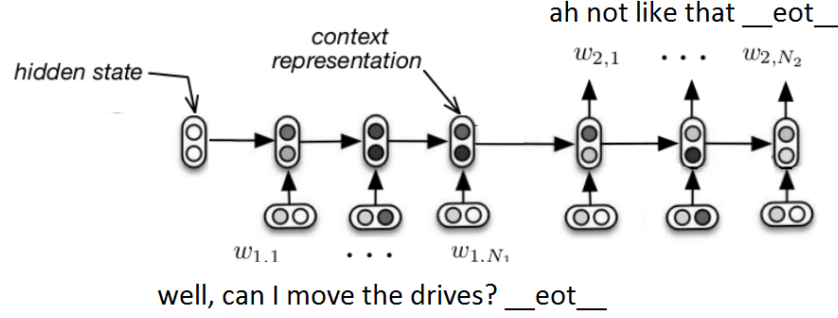 ah not like that __eot__
context
representation
w2,1 · · · w2,N2
hidden state
w1,1 · · · w1,N1
well, can I move the drives? __eot__